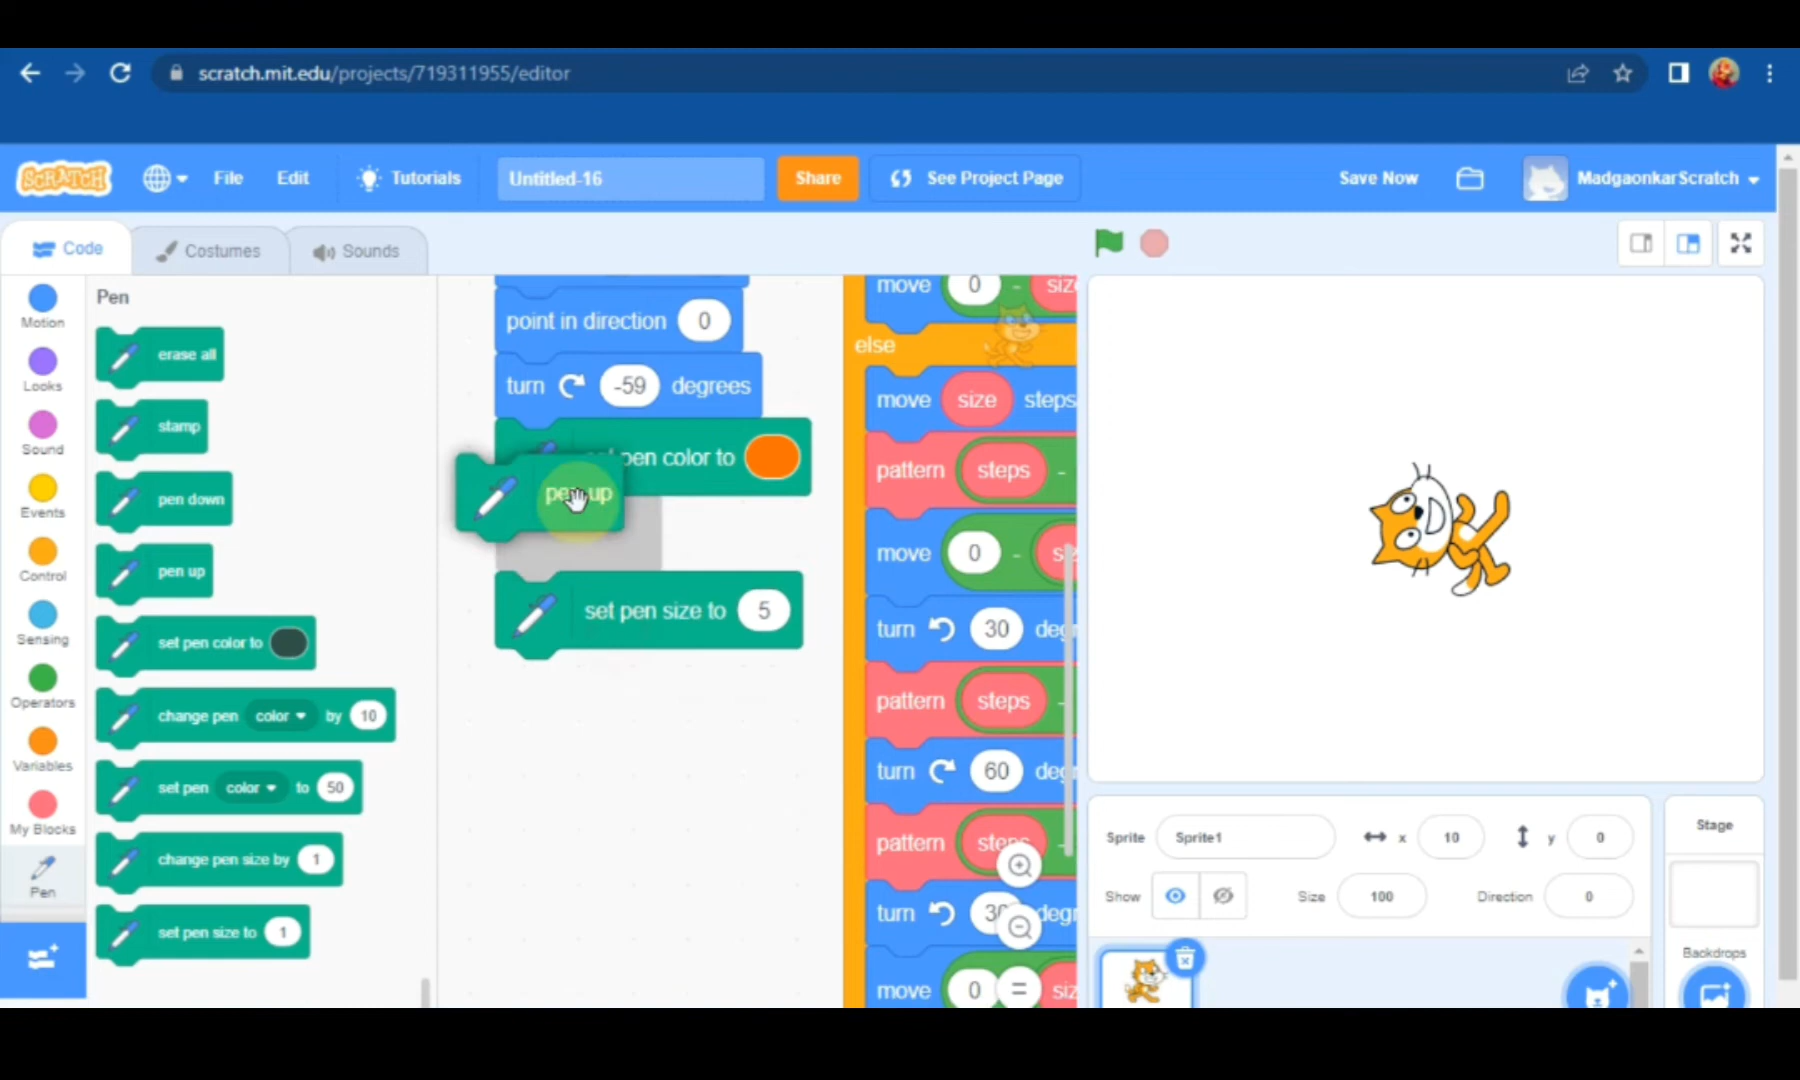 scratch.mit.edu/projects/719311955/editor
SCRATCH
File
Edit
Tutorials
Untitled-16
Share
See Project Page
Save Now
MadgaonkarScratch
Code
Costumes
Sounds
Motion
Looks
Sound
Events
Control
Sensing
Operators
Variables
My Blocks
Pen
Pen
erase all
stamp
pen down
pen up
set pen color to
change pen color by 10
set pen color to 50
change pen size by 1
set pen size to 1
point in direction 0
turn -59 degrees
pen color to
pen up
set pen size to 5
move 0 -
else
move size steps
pattern steps -
move 0 -
turn 30
pattern steps -
turn 60
pattern
turn
move 0
Sprite
Sprite1
x 10
y 0
Show
Size 100
Direction 0
Stage
Backdrops